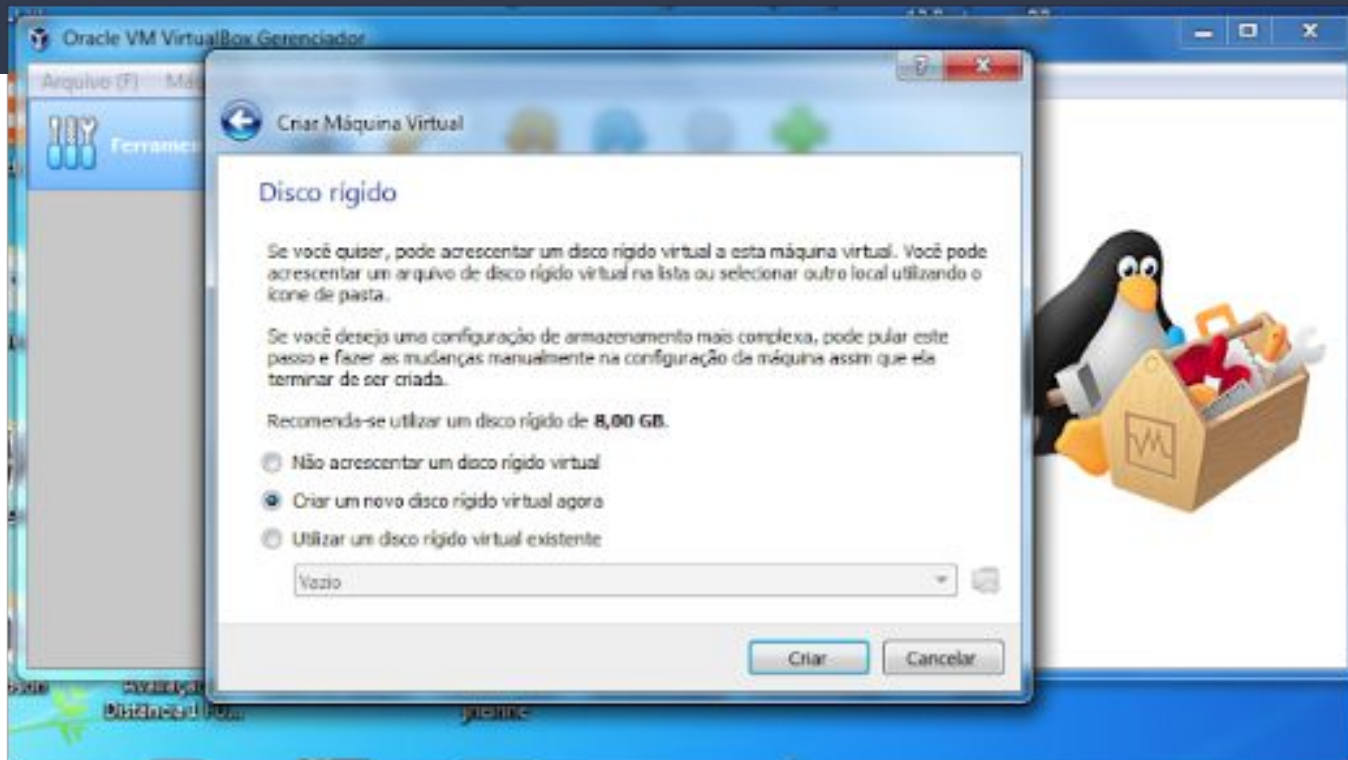 Oracle VM VirtualBox Gerenciador
Arquivo (F)
Criar Máquina Virtual
Disco rígido
Se você quiser, pode acrescentar um disco rígido virtual a esta máquina virtual. Você pode
acrescentar um arquivo de disco rígido virtual na lista ou selecionar outro local utilizando o
ícone de pasta.
Se você deseja uma configuração de armazenamento mais complexa, pode pular este
passo e fazer as mudanças manualmente na configuração da máquina assim que ela
terminar de ser criada.
Recomenda-se utilizar um disco rígido de 8,00 GB.
Não acrescentar um disco rígido virtual
Criar um novo disco rígido virtual agora
Utilizar um disco rígido virtual existente
Vazio
Criar
Cancelar